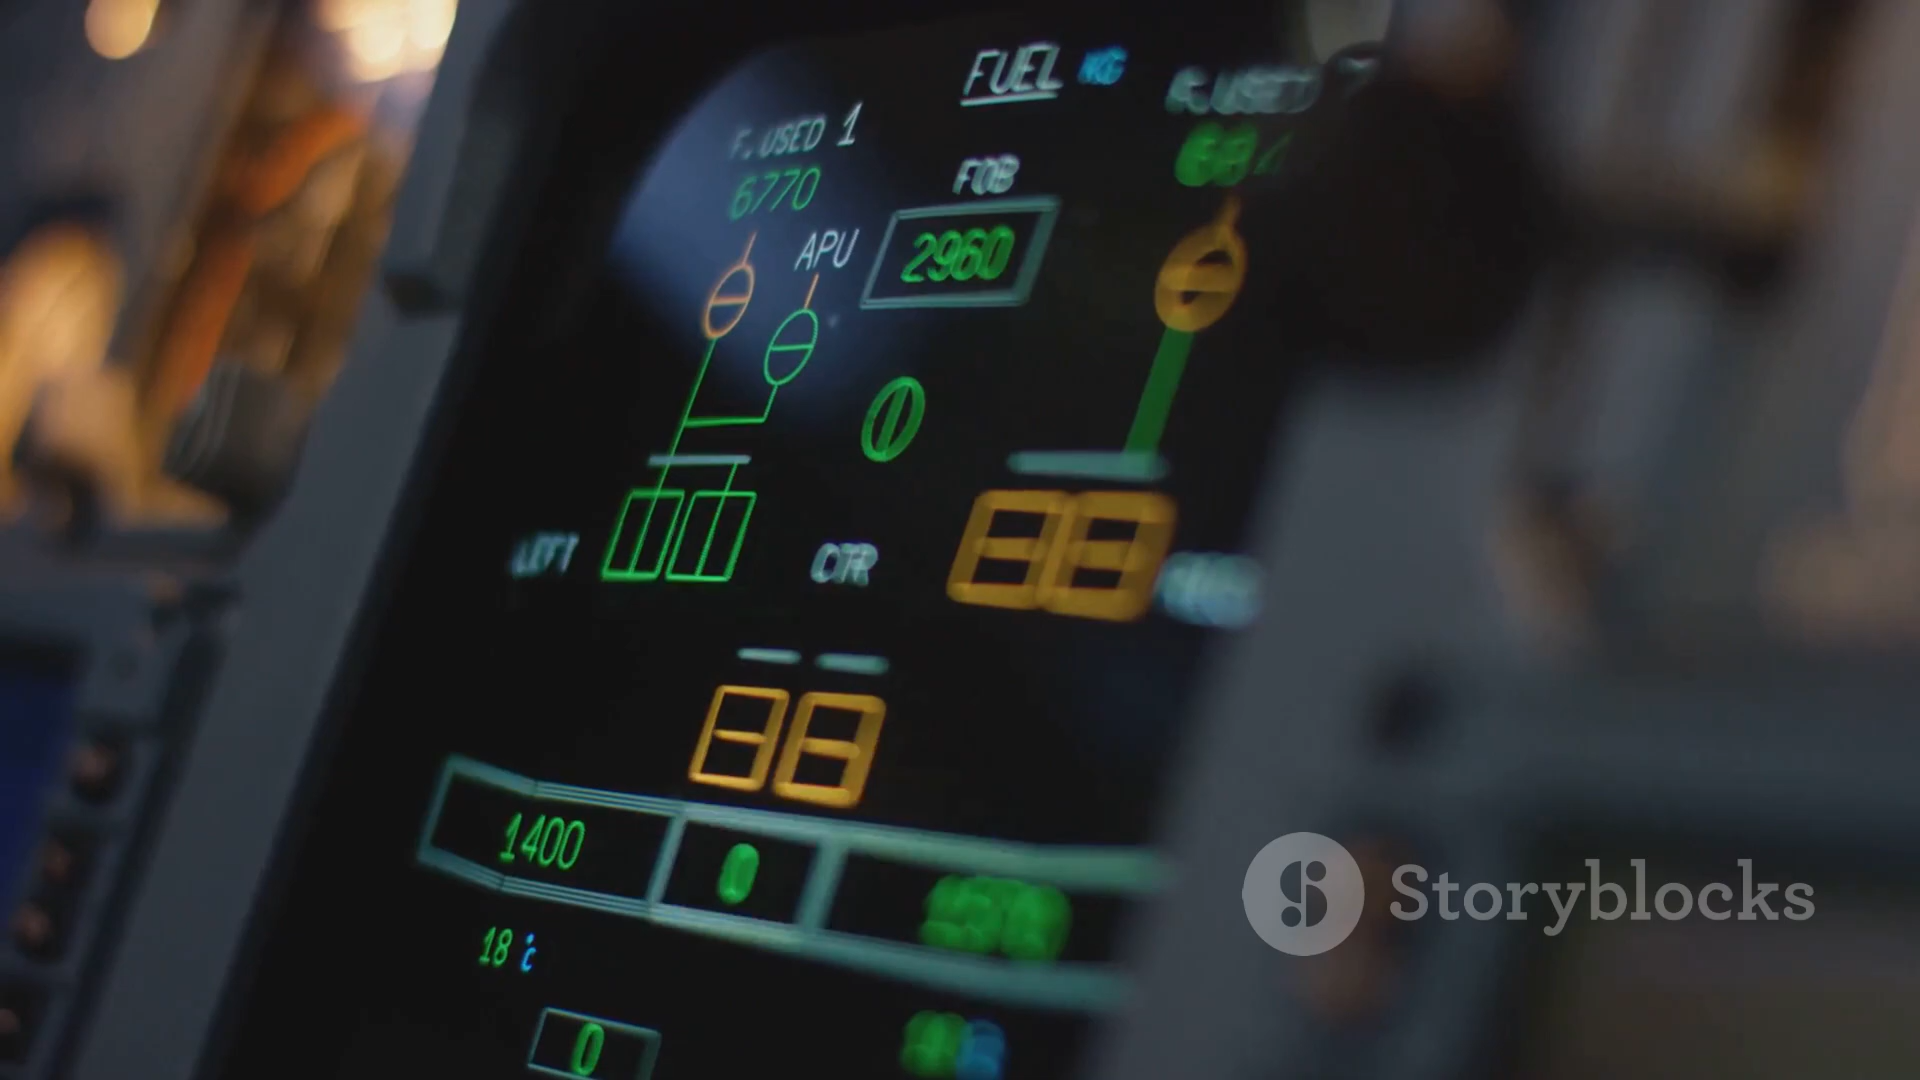 FUEL KG
F.USED 1
6770
FOB
2960
APU
LEFT
CTR
1400
0
18 °C
0
Storyblocks